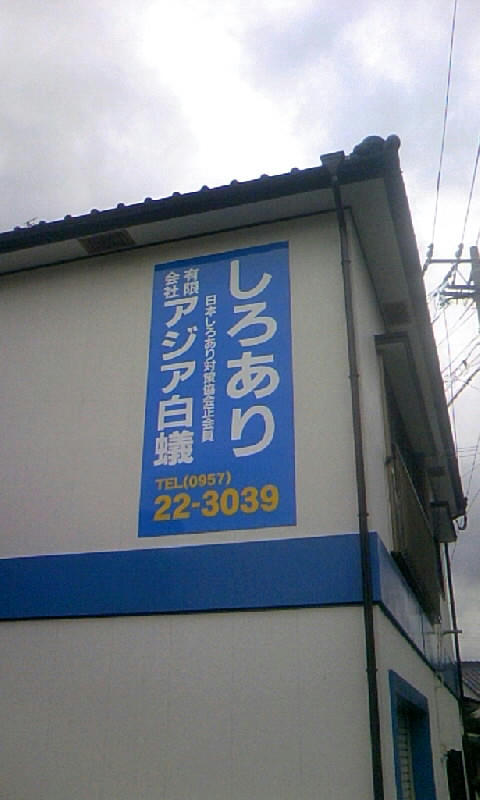 しろあり
日本しろあり対策協会正会員
有限会社アジア白蟻
TEL(0957)
22-3039